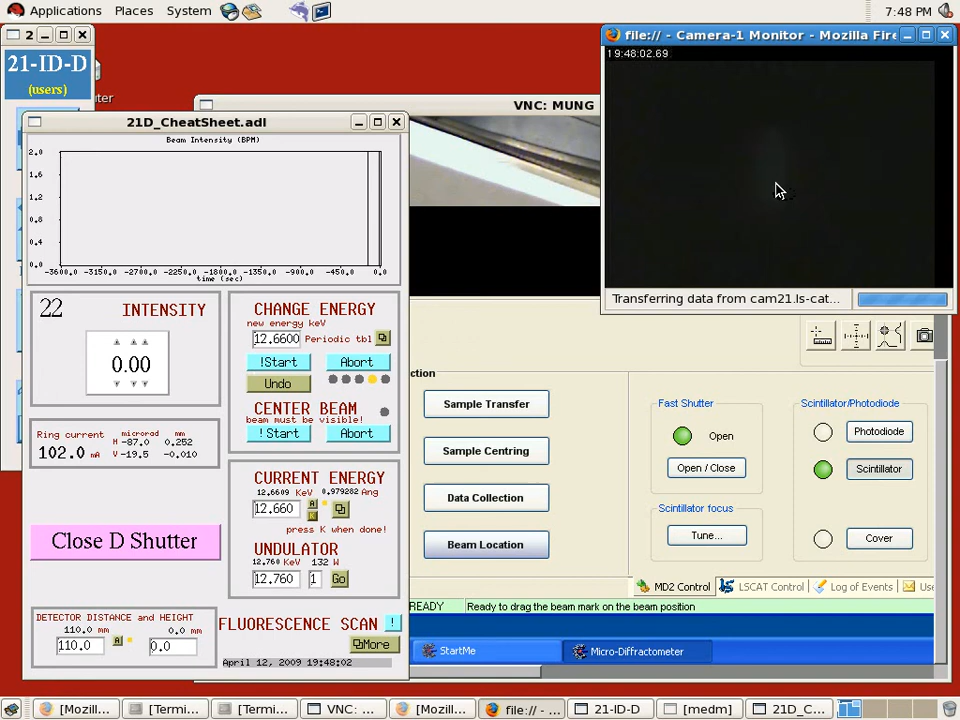 Applications Places System 7:48 PM
2
21-ID-D
(users)
uter
file:// - Camera-1 Monitor - Mozilla Fire
19:48:02.69
Transferring data from cam21.ls-cat...
VNC: MUNG
21D_CheatSheet.adl
Beam Intensity (BPM)
2.0
1.6
1.2
0.8
0.4
0.0
-3600.0 -3150.0 -2700.0 -2250.0 -1800.0 -1350.0 -900.0 -450.0 0.0
time (sec)
22 INTENSITY
0.00
CHANGE ENERGY
new energy keV
12.6600 Periodic tbl
!Start Abort
Undo
CENTER BEAM
beam must be visible!
!Start Abort
Ring current microrad mm
H -87.0 0.252
102.0 mA V -19.5 -0.010
CURRENT ENERGY
12.6609 KeV 0.979282 Ang
12.660 A
K
press K when done!
UNDULATOR
12.760 KeV 132 W
12.760 1 Go
Close D Shutter
DETECTOR DISTANCE and HEIGHT
110.0 mm 0.0 mm
110.0 A 0.0
FLUORESCENCE SCAN !
More
April 12, 2009 19:48:02
ction
Sample Transfer
Sample Centring
Data Collection
Beam Location
Fast Shutter
Open
Open / Close
Scintillator focus
Tune...
Scintillator/Photodiode
Photodiode
Scintillator
Cover
MD2 Control LSCAT Control Log of Events Use
READY Ready to drag the beam mark on the beam position
StartMe Micro-Diffractometer
[Mozill... [Termi... [Termi... VNC: ... [Mozill... file:// - ... 21-ID-D [medm] 21D_C...